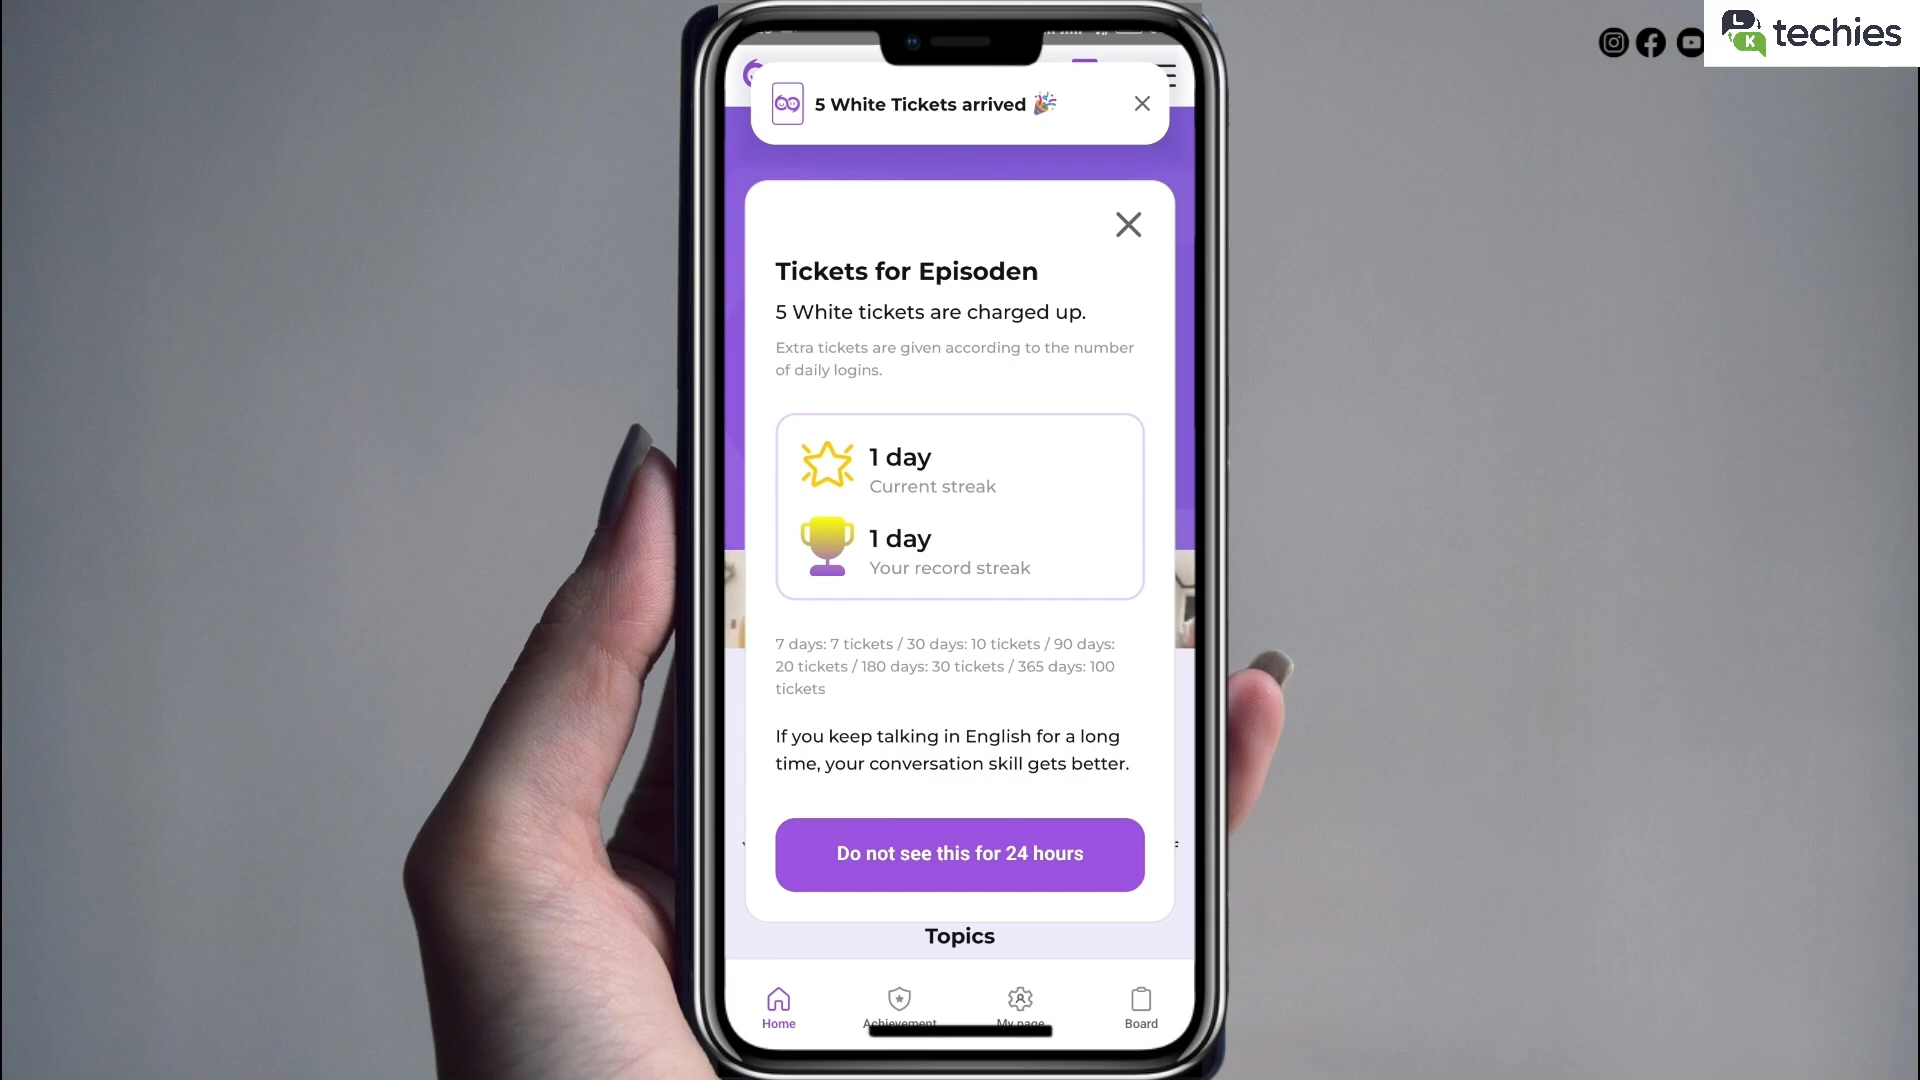 LK techies
5 White Tickets arrived 🎉
Tickets for Episoden
5 White tickets are charged up.
Extra tickets are given according to the number
of daily logins.
1 day
Current streak
1 day
Your record streak
7 days: 7 tickets / 30 days: 10 tickets / 90 days:
20 tickets / 180 days: 30 tickets / 365 days: 100
tickets
If you keep talking in English for a long
time, your conversation skill gets better.
Do not see this for 24 hours
Topics
Home
Achievement
My page
Board